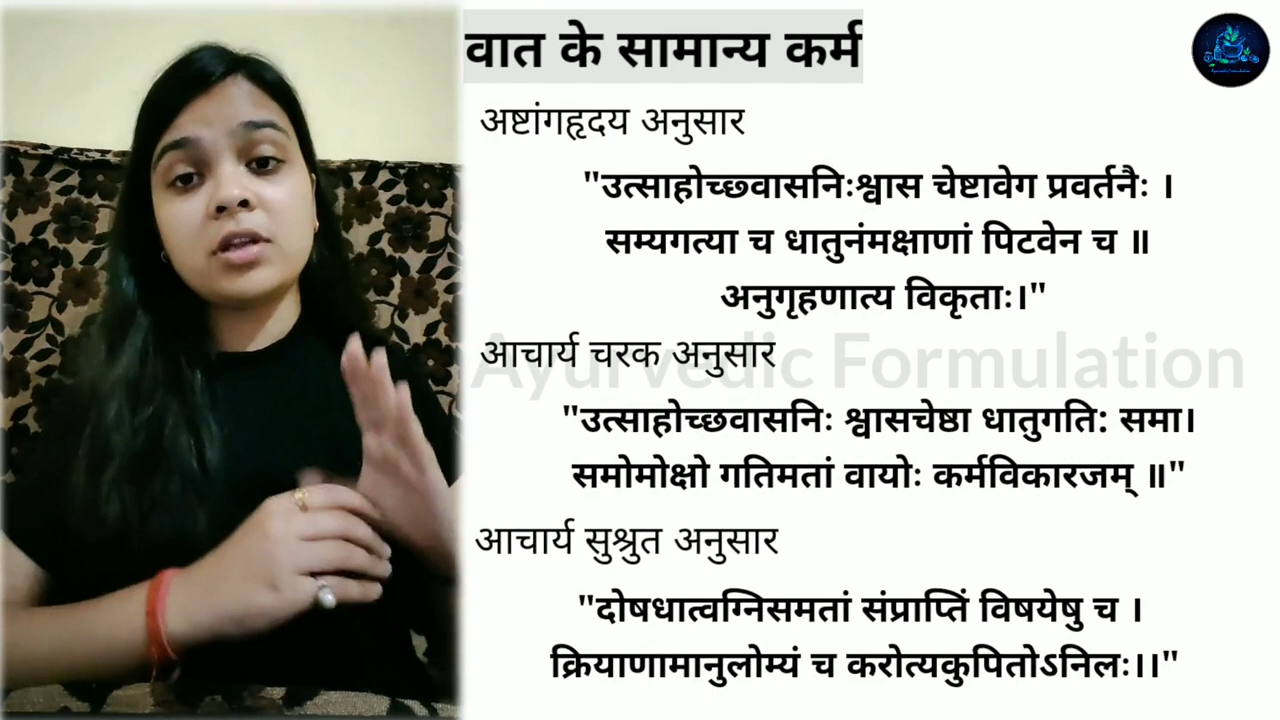 वात के सामान्य कर्म
अष्टांगहृदय अनुसार
"उत्साहोच्छवासनिःश्वास चेष्टावेग प्रवर्तनैः ।
सम्यगत्या च धातुनंमक्षाणां पिटवेन च ॥
अनुगृहणात्य विकृताः।"
Ayurvedic Formulation
आचार्य चरक अनुसार
"उत्साहोच्छवासनिः श्वासचेष्ठा धातुगति: समा।
समोमोक्षो गतिमतां वायोः कर्मविकारजम् ॥"
आचार्य सुश्रुत अनुसार
"दोषधात्वग्निसमतां संप्राप्तिं विषयेषु च ।
क्रियाणामानुलोम्यं च करोत्यकुपितोऽनिलः।।"